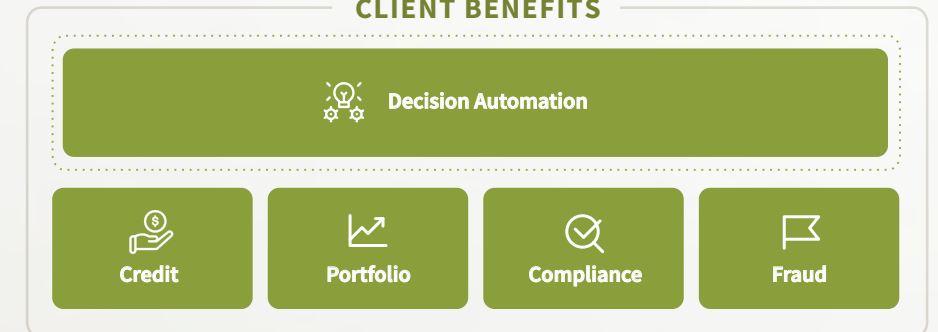 CLIENT BENEFITS
Decision Automation
$
Credit
Portfolio
Compliance
Fraud